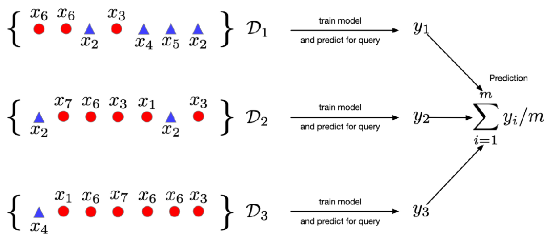 { x₆ x₆ x₂ x₃ x₄ x₅ x₂ } 𝒟₁ train model and predict for query y₁
Prediction
{ x₂ x₇ x₆ x₃ x₁ x₂ x₃ } 𝒟₂ train model and predict for query y₂ ∑ᵢ₌₁ᵐ yᵢ/m
{ x₄ x₁ x₆ x₇ x₆ x₆ x₃ } 𝒟₃ train model and predict for query y₃